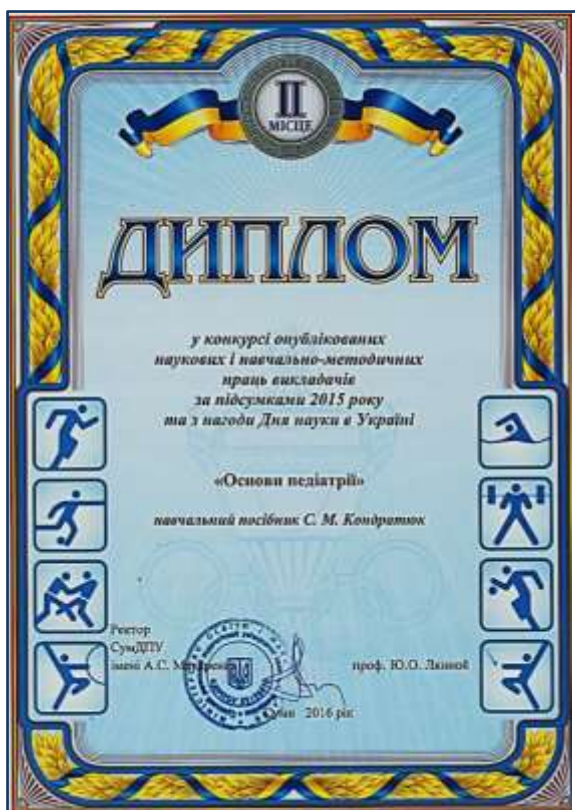 II
МІСЦЕ
ДИПЛОМ
у конкурсі опублікованих
наукових і навчально-методичних
праць викладачів
за підсумками 2015 року
та з нагоди Дня науки в Україні
«Основи педіатрії»
навчальний посібник С. М. Кондратюк
Ректор
СумДПУ
імені А.С. проф. Ю.О. Лянной
2016 рік